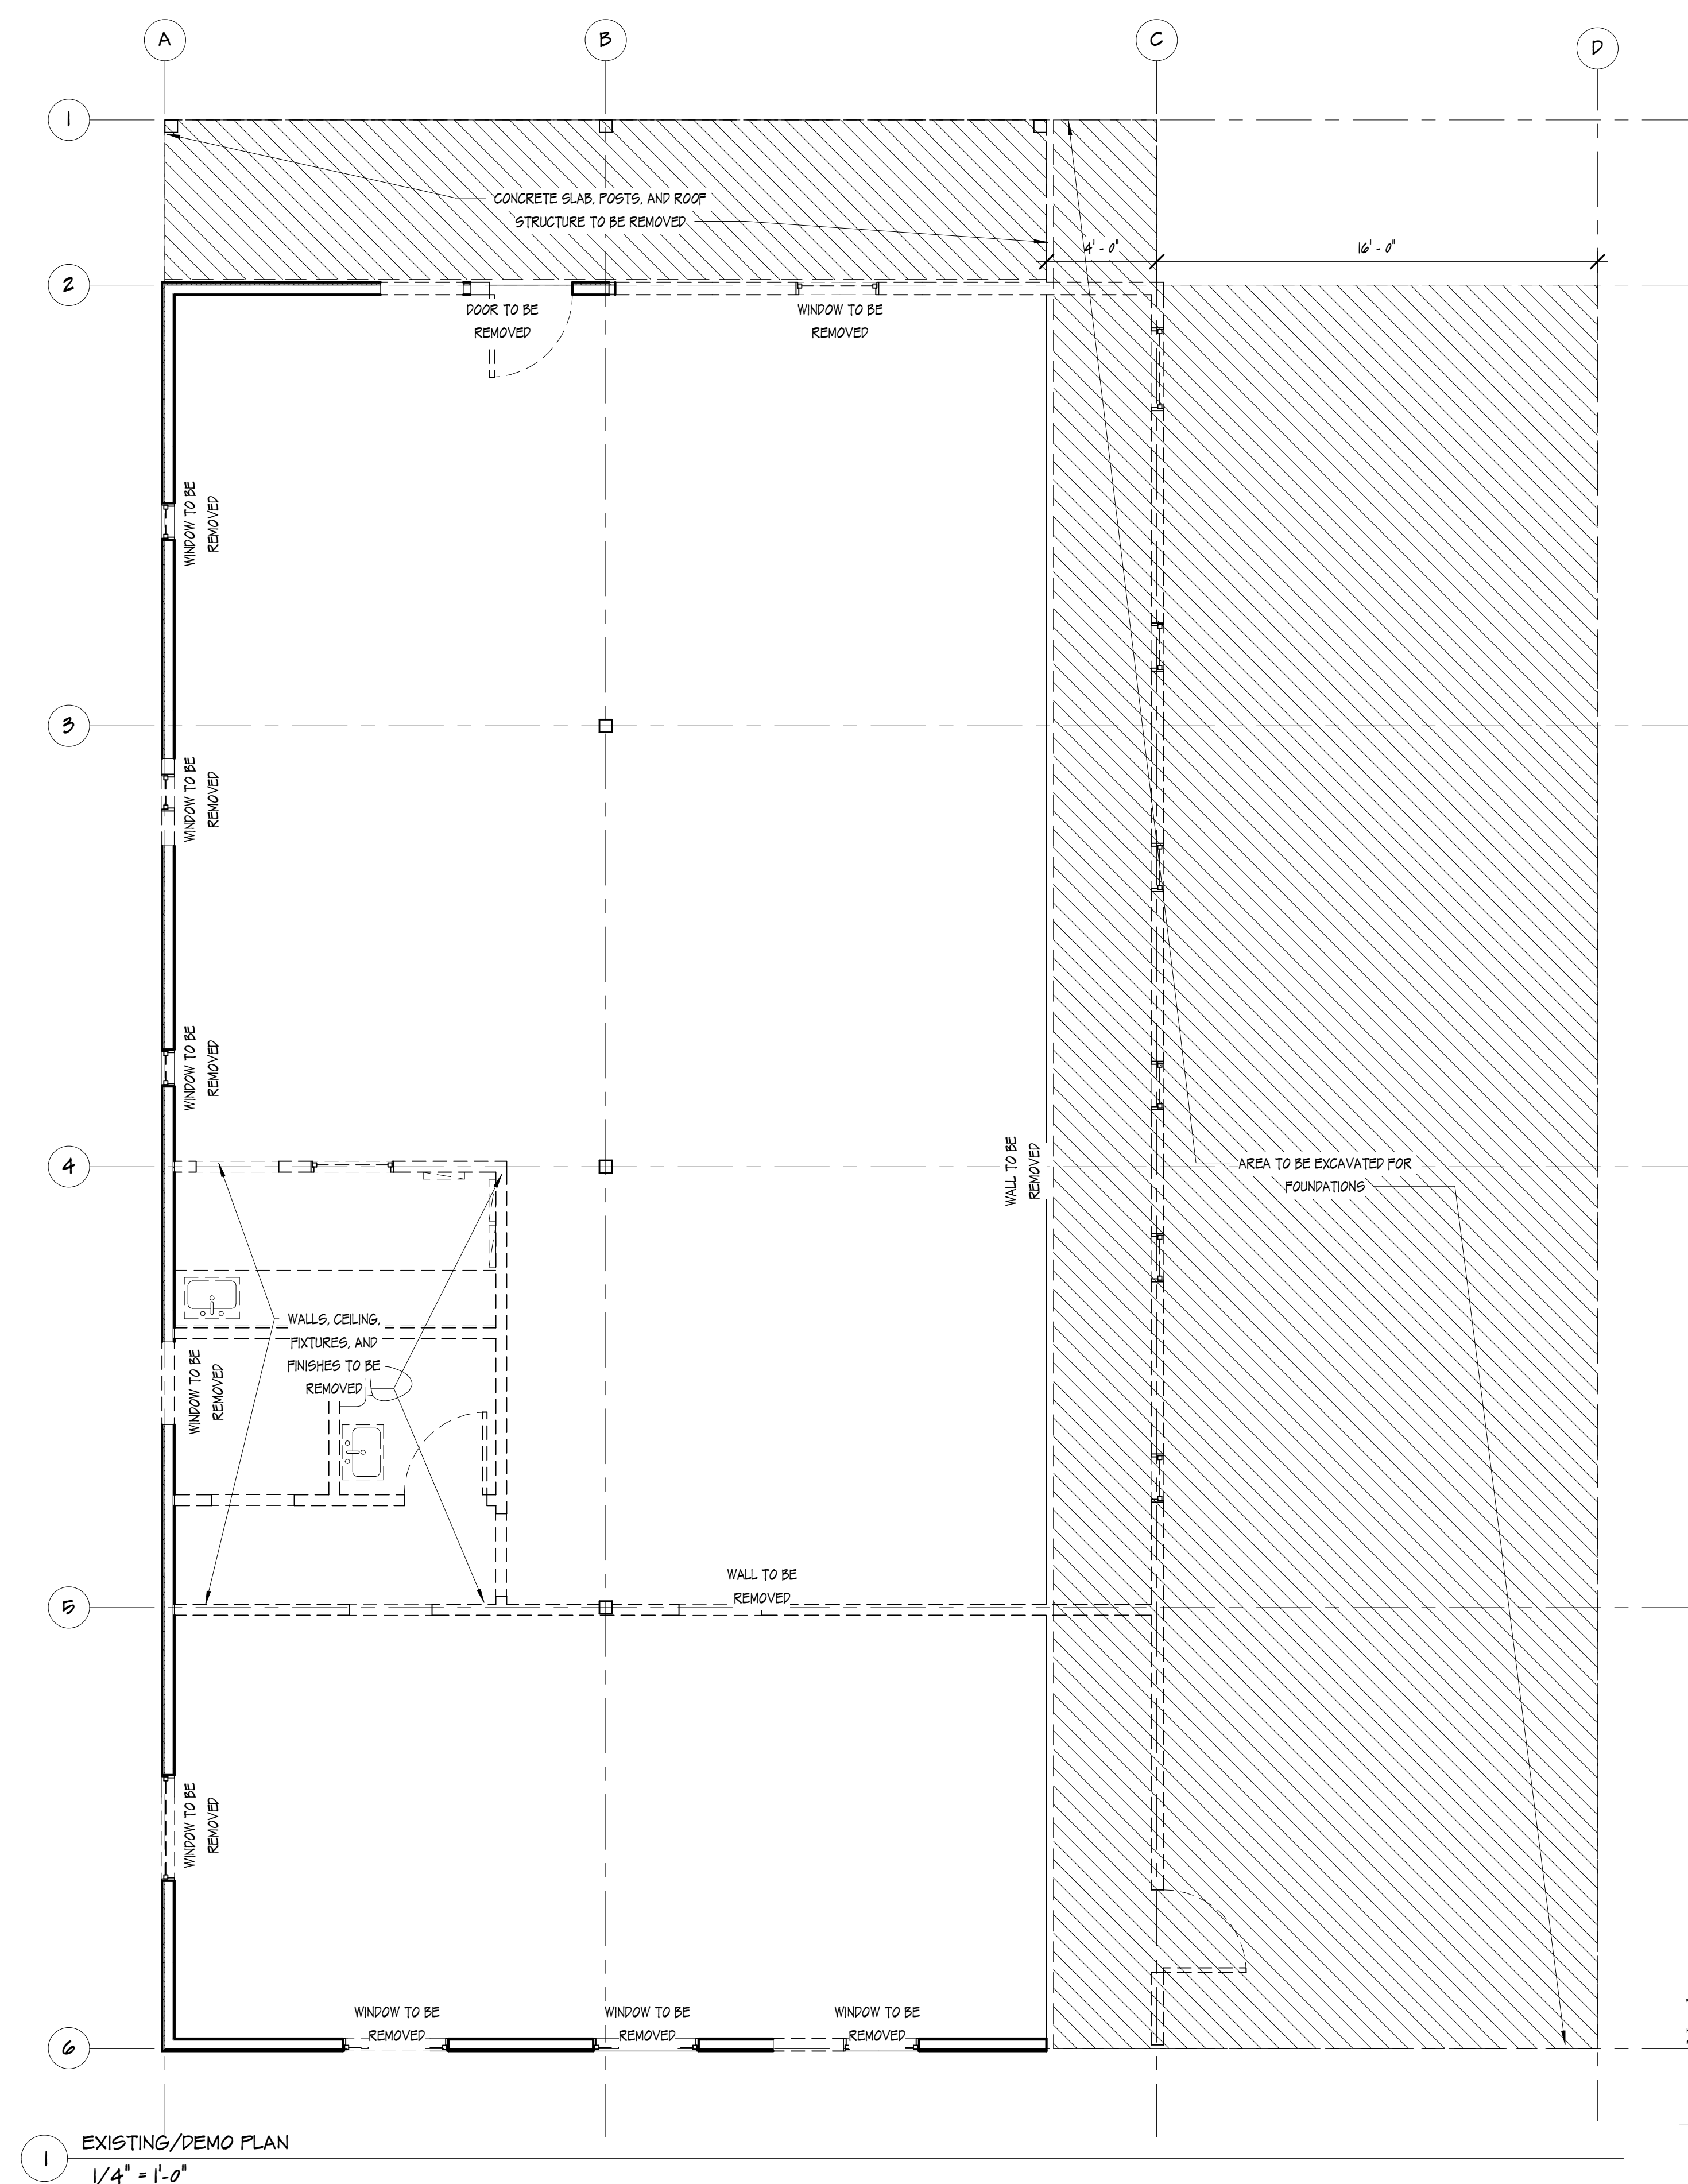 A
B
C
D
1
CONCRETE SLAB, POSTS, AND ROOF
STRUCTURE TO BE REMOVED
4' - 0"
16' - 0"
2
DOOR TO BE
REMOVED
WINDOW TO BE
REMOVED
WINDOW TO BE
REMOVED
3
WINDOW TO BE
REMOVED
WINDOW TO BE
REMOVED
4
WALL TO BE
REMOVED
AREA TO BE EXCAVATED FOR
FOUNDATIONS
WALLS, CEILING,
FIXTURES, AND
FINISHES TO BE
REMOVED
WINDOW TO BE
REMOVED
WALL TO BE
REMOVED
5
WINDOW TO BE
REMOVED
WINDOW TO BE
REMOVED
WINDOW TO BE
REMOVED
WINDOW TO BE
REMOVED
6
1
EXISTING/DEMO PLAN
1/4" = 1'-0"